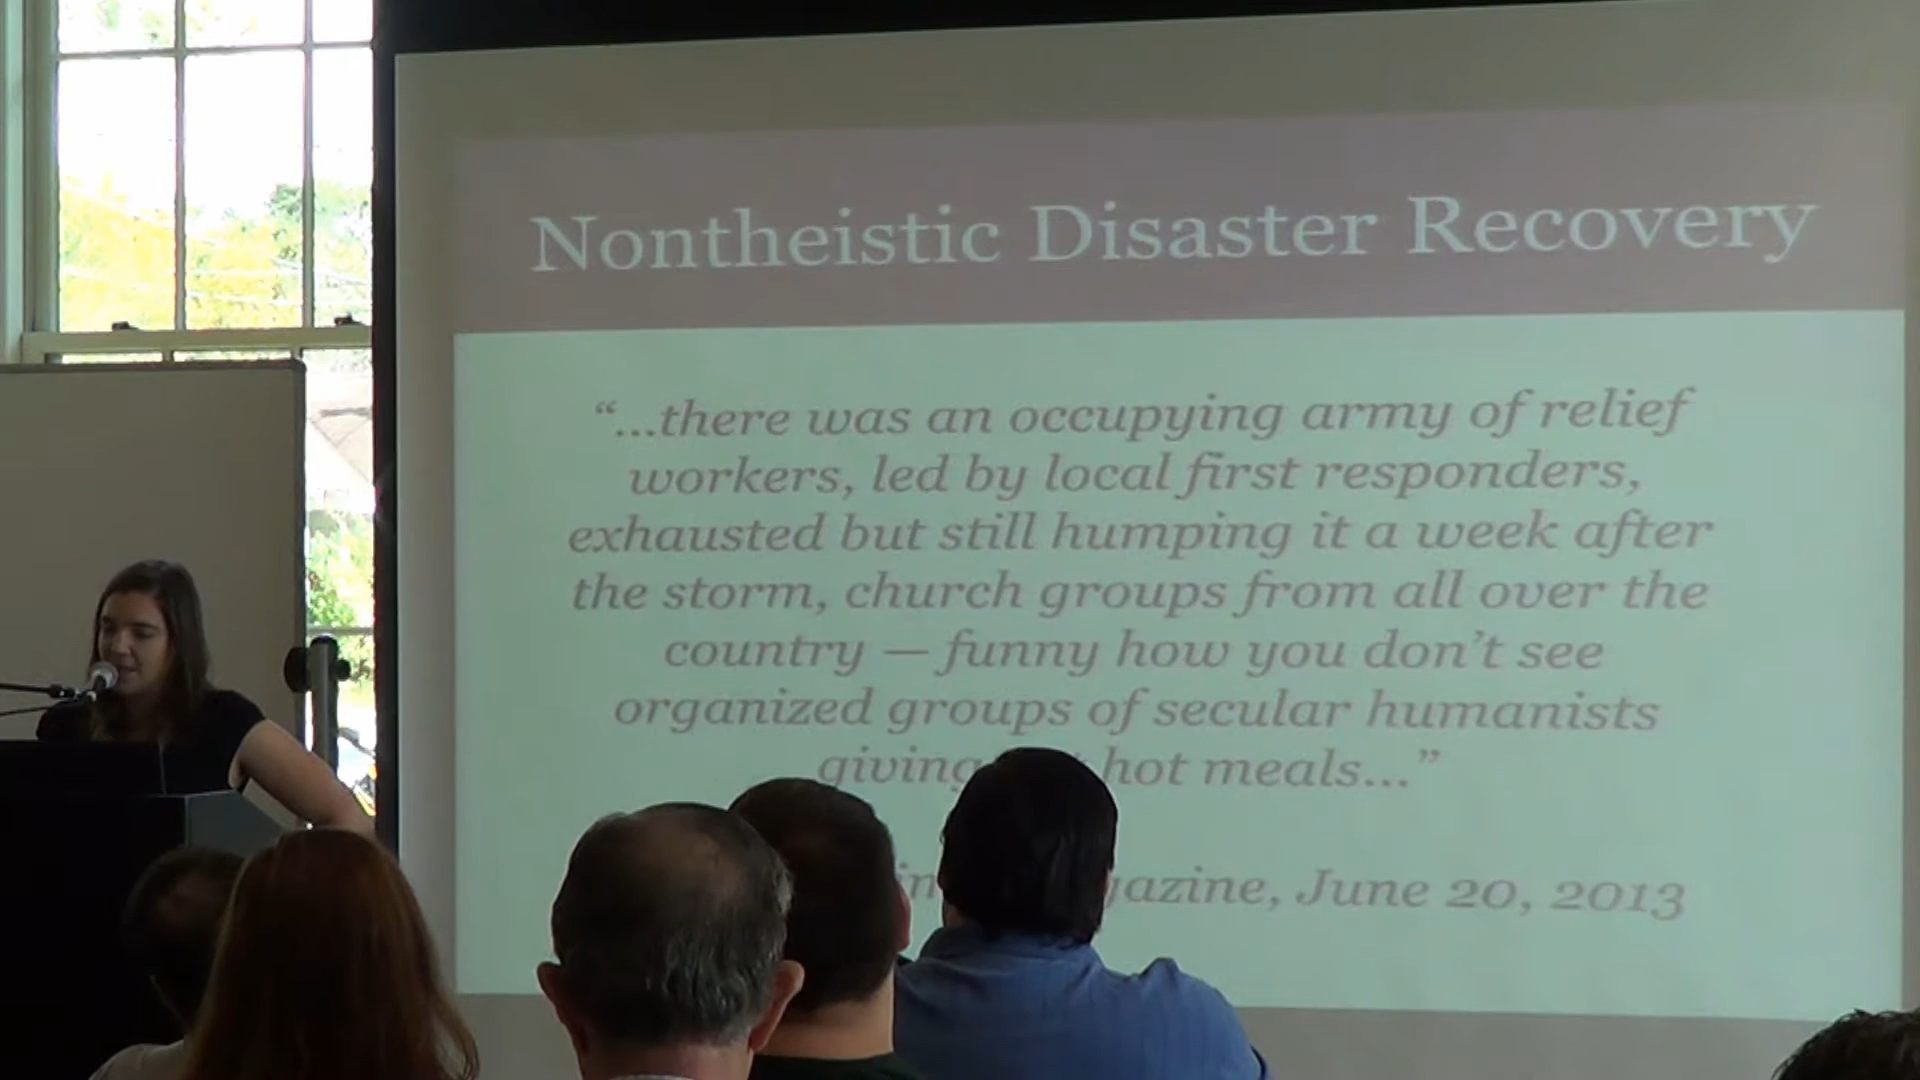 Nontheistic Disaster Recovery
“...there was an occupying army of relief
workers, led by local first responders,
exhausted but still humping it a week after
the storm, church groups from all over the
country — funny how you don’t see
organized groups of secular humanists
giving hot meals...”
June 20, 2013